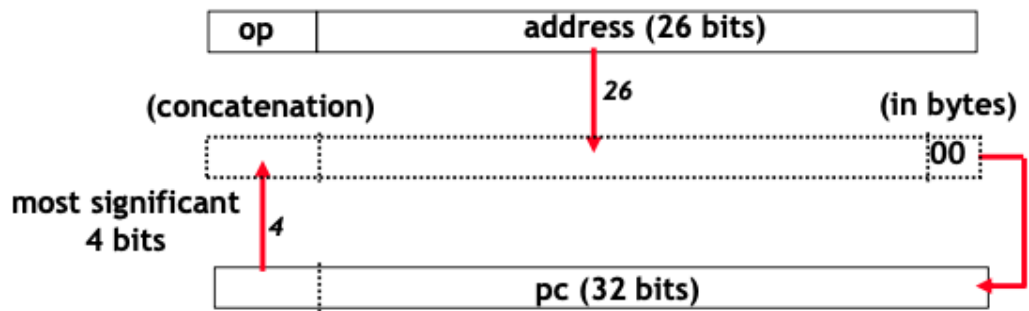 op
address (26 bits)
26
(concatenation)
(in bytes)
00
most significant
4 bits
4
pc (32 bits)